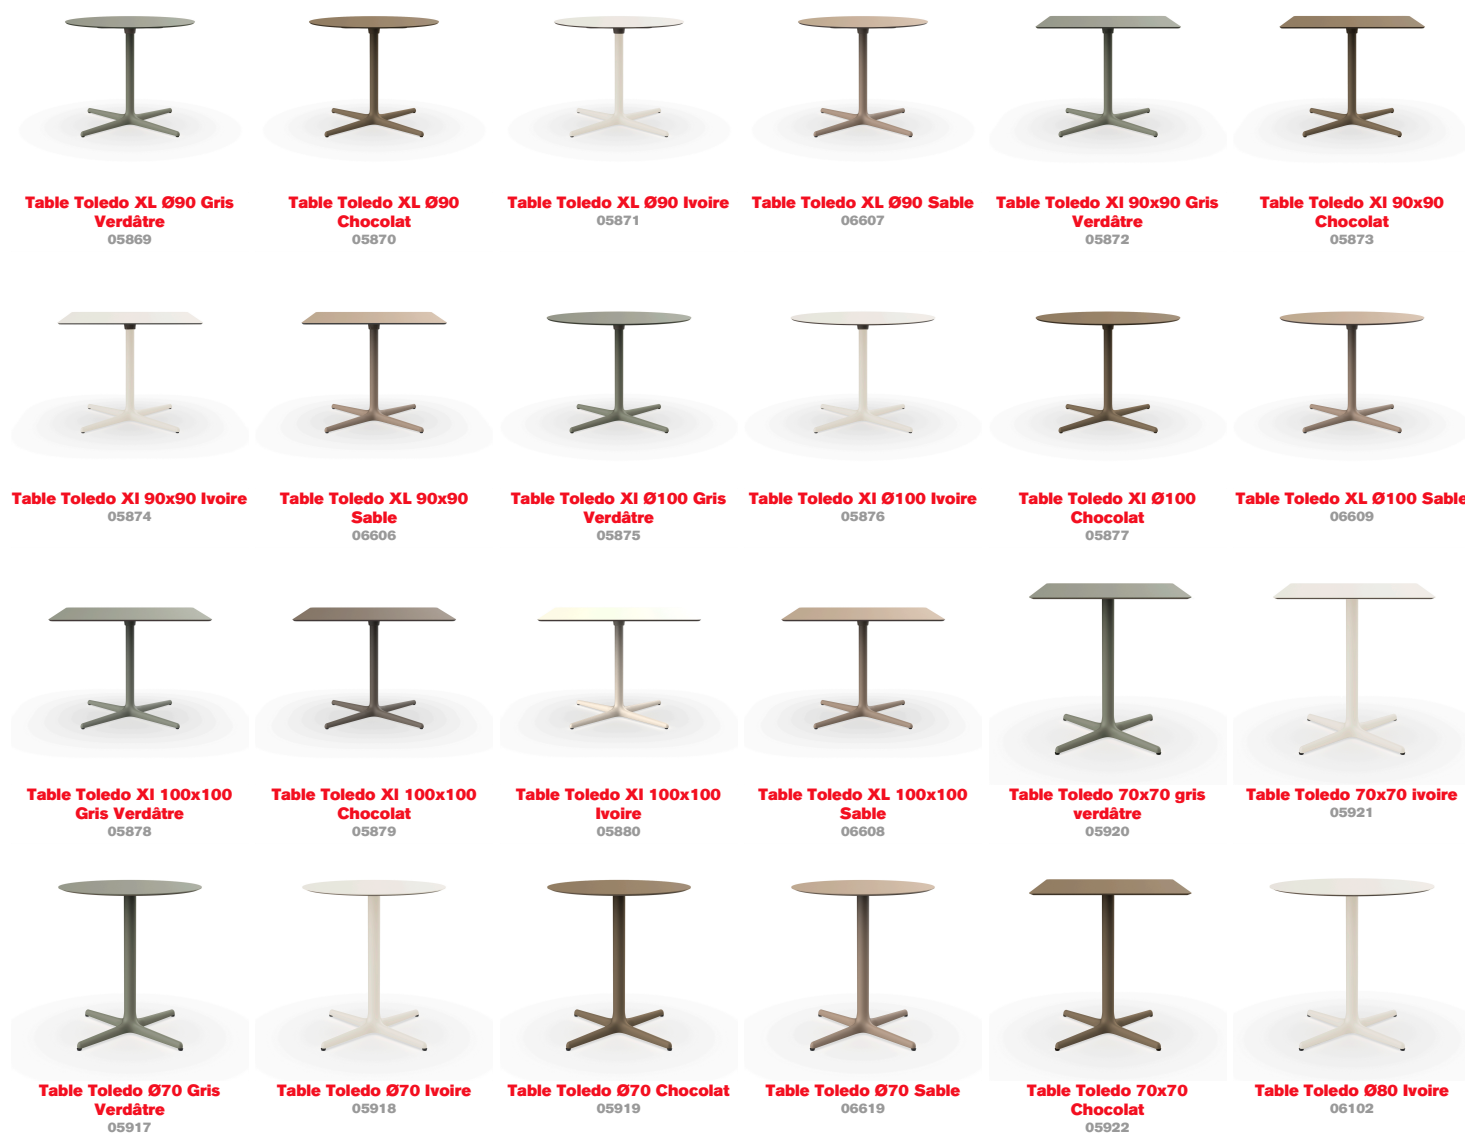 Table Toledo XL Ø90 Gris
Verdâtre
05869
Table Toledo XL Ø90
Chocolat
05870
Table Toledo XL Ø90 Ivoire
05871
Table Toledo XL Ø90 Sable
06607
Table Toledo Xl 90x90 Gris
Verdâtre
05872
Table Toledo Xl 90x90
Chocolat
05873
Table Toledo Xl 90x90 Ivoire
05874
Table Toledo XL 90x90
Sable
06606
Table Toledo Xl Ø100 Gris
Verdâtre
05875
Table Toledo Xl Ø100 Ivoire
05876
Table Toledo Xl Ø100
Chocolat
05877
Table Toledo XL Ø100 Sable
06609
Table Toledo Xl 100x100
Gris Verdâtre
05878
Table Toledo Xl 100x100
Chocolat
05879
Table Toledo Xl 100x100
Ivoire
05880
Table Toledo XL 100x100
Sable
06608
Table Toledo 70x70 gris
verdâtre
05920
Table Toledo 70x70 ivoire
05921
Table Toledo Ø70 Gris
Verdâtre
05917
Table Toledo Ø70 Ivoire
05918
Table Toledo Ø70 Chocolat
05919
Table Toledo Ø70 Sable
06619
Table Toledo 70x70
Chocolat
05922
Table Toledo Ø80 Ivoire
06102